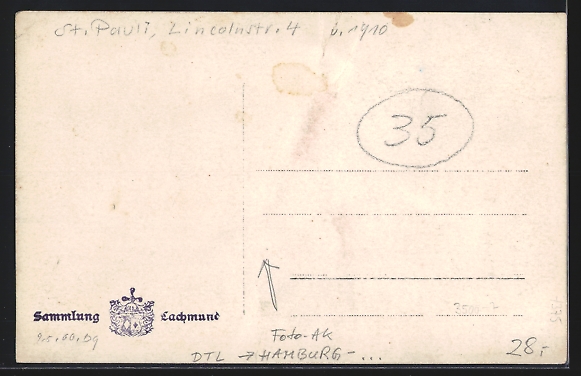 St. Pauli, Lincolnstr. 4 v. 1910
35
Sammlung Lachmund
Foto-AK
DTL → HAMBURG - ...
28,-